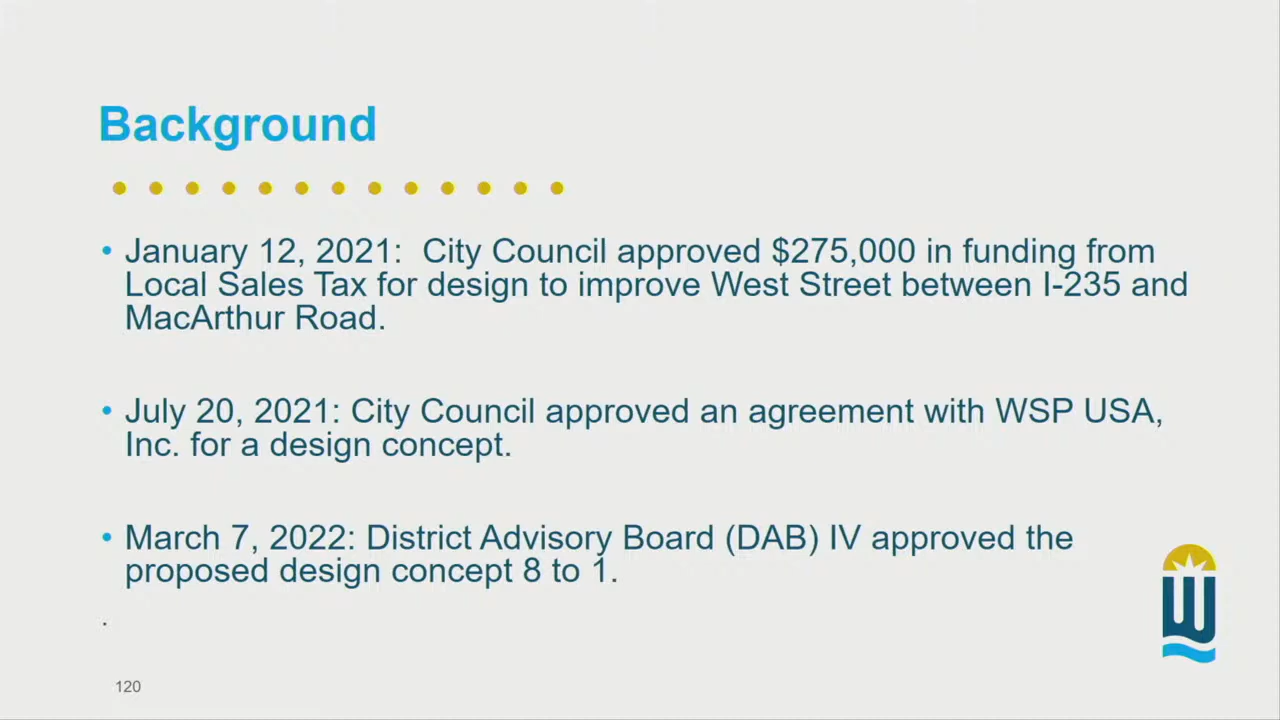 Background
• January 12, 2021:  City Council approved $275,000 in funding from
Local Sales Tax for design to improve West Street between I-235 and
MacArthur Road.
• July 20, 2021: City Council approved an agreement with WSP USA,
Inc. for a design concept.
• March 7, 2022: District Advisory Board (DAB) IV approved the
proposed design concept 8 to 1.
.
W
120